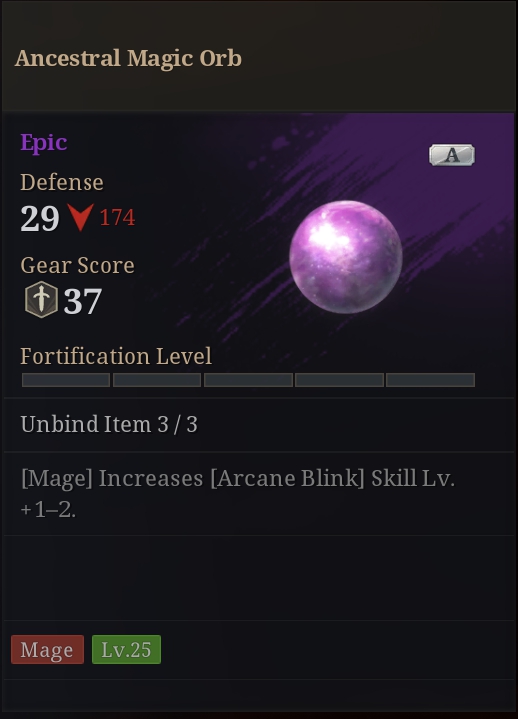 Ancestral Magic Orb
Epic
A
Defense
29 174
Gear Score
37
Fortification Level
Unbind Item 3 / 3
[Mage] Increases [Arcane Blink] Skill Lv.
+1–2.
Mage Lv.25